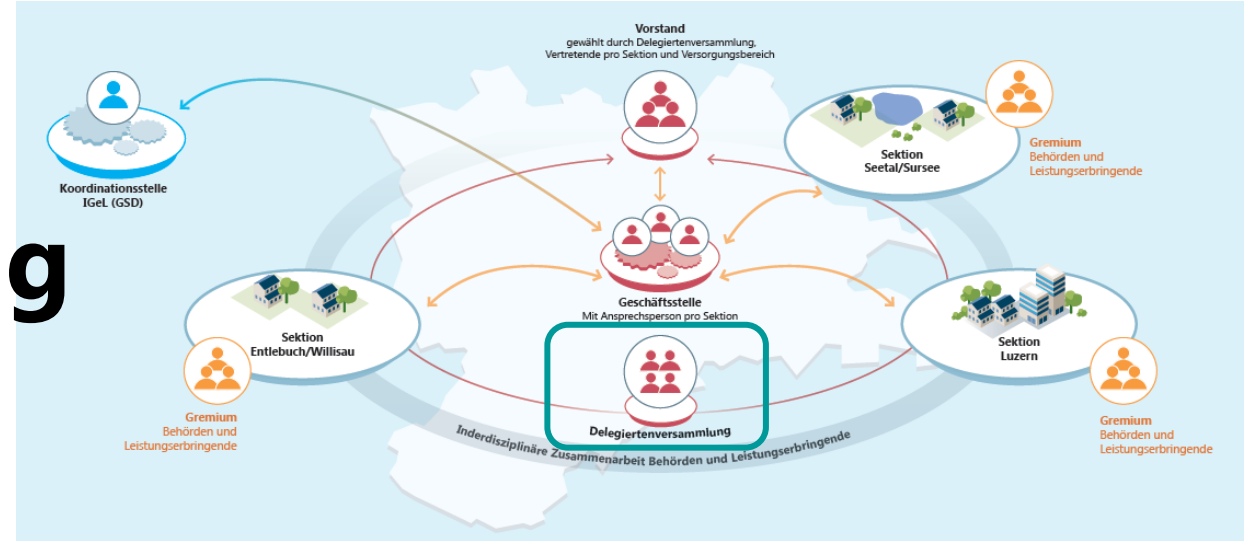 Vorstand
gewählt durch Delegiertenversammlung,
Vertretende pro Sektion und Versorgungsbereich
Gremium
Behörden und
Leistungserbringende
Sektion
Seetal/Sursee
Koordinationsstelle
IGeL (GSD)
g
Geschäftsstelle
Mit Ansprechsperson pro Sektion
Sektion
Entlebuch/Willisau
Sektion
Luzern
Gremium
Behörden und
Leistungserbringende
Gremium
Behörden und
Leistungserbringende
Delegiertenversammlung
Inderdisziplinäre Zusammenarbeit Behörden und Leistungserbringende